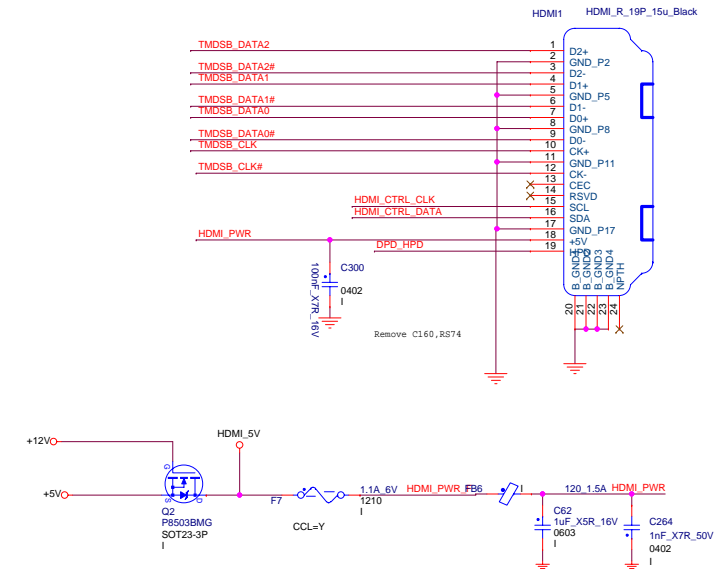 HDMI1
HDMI_R_19P_15u_Black
TMDSB_DATA2
1
D2+
2
GND_P2
TMDSB_DATA2#
3
D2-
TMDSB_DATA1
4
D1+
5
GND_P5
TMDSB_DATA1#
6
D1-
TMDSB_DATA0
7
D0+
8
GND_P8
TMDSB_DATA0#
9
D0-
TMDSB_CLK
10
CK+
11
GND_P11
TMDSB_CLK#
12
CK-
13
CEC
14
RSVD
HDMI_CTRL_CLK
15
SCL
HDMI_CTRL_DATA
16
SDA
17
GND_P17
HDMI_PWR
18
+5V
DPD_HPD
19
HPD
B_GND3
B_GND4
NPTH
20
21
22
23
24
C300
100nF_X7R_16V
0402
I
Remove C160,RS74
+12V
HDMI_5V
G
+5V
S
D
Q2
P8503BMG
SOT23-3P
I
F7
1.1A_6V
1210
I
CCL=Y
HDMI_PWR_F
FB6
I
120_1.5A
HDMI_PWR
C62
1uF_X5R_16V
0603
I
C264
1nF_X7R_50V
0402
I